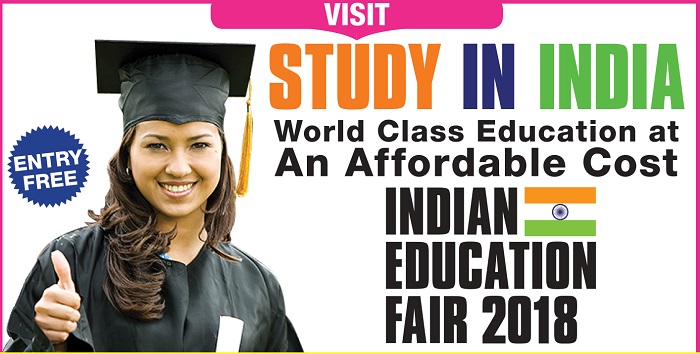 VISIT
STUDY IN INDIA
World Class Education at
An Affordable Cost
ENTRY
FREE
INDIAN
EDUCATION
FAIR 2018